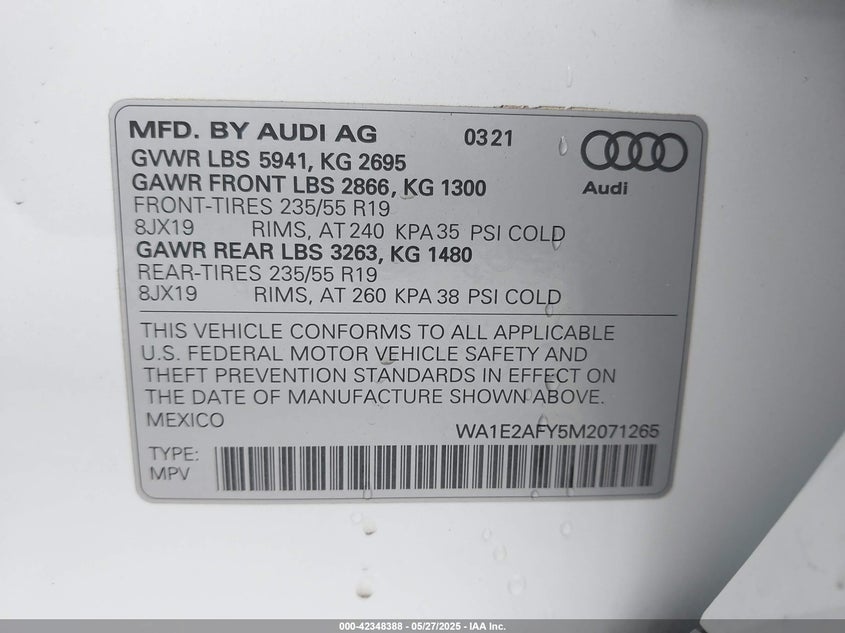 MFD. BY AUDI AG 03 21
GVWR LBS 5941, KG 2695
Audi
GAWR FRONT LBS 2866, KG 1300
FRONT-TIRES 235/55 R19
8JX19 RIMS, AT 240 KPA 35 PSI COLD
GAWR REAR LBS 3263, KG 1480
REAR-TIRES 235/55 R19
8JX19 RIMS, AT 260 KPA 38 PSI COLD
THIS VEHICLE CONFORMS TO ALL APPLICABLE
U.S. FEDERAL MOTOR VEHICLE SAFETY AND
THEFT PREVENTION STANDARDS IN EFFECT ON
THE DATE OF MANUFACTURE SHOWN ABOVE.
MEXICO WA1E2AFY5M2071265
TYPE:
MPV
000-42348388 - 05/27/2025 - IAA Inc.